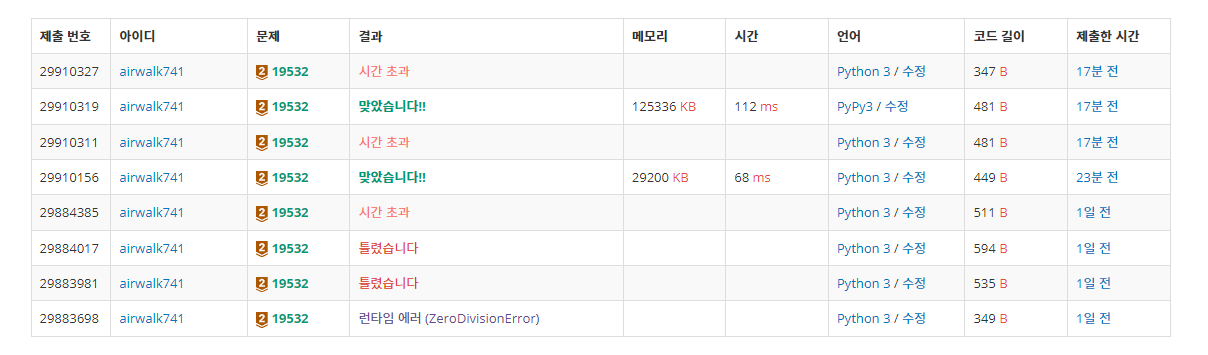 제출 번호 아이디 문제 결과 메모리 시간 언어 코드 길이 제출한 시간
29910327 airwalk741 2 19532 시간 초과 Python 3 / 수정 347 B 17분 전
29910319 airwalk741 2 19532 맞았습니다!! 125336 KB 112 ms PyPy3 / 수정 481 B 17분 전
29910311 airwalk741 2 19532 시간 초과 Python 3 / 수정 481 B 17분 전
29910156 airwalk741 2 19532 맞았습니다!! 29200 KB 68 ms Python 3 / 수정 449 B 23분 전
29884385 airwalk741 2 19532 시간 초과 Python 3 / 수정 511 B 1일 전
29884017 airwalk741 2 19532 틀렸습니다 Python 3 / 수정 594 B 1일 전
29883981 airwalk741 2 19532 틀렸습니다 Python 3 / 수정 535 B 1일 전
29883698 airwalk741 2 19532 런타임 에러 (ZeroDivisionError) Python 3 / 수정 349 B 1일 전